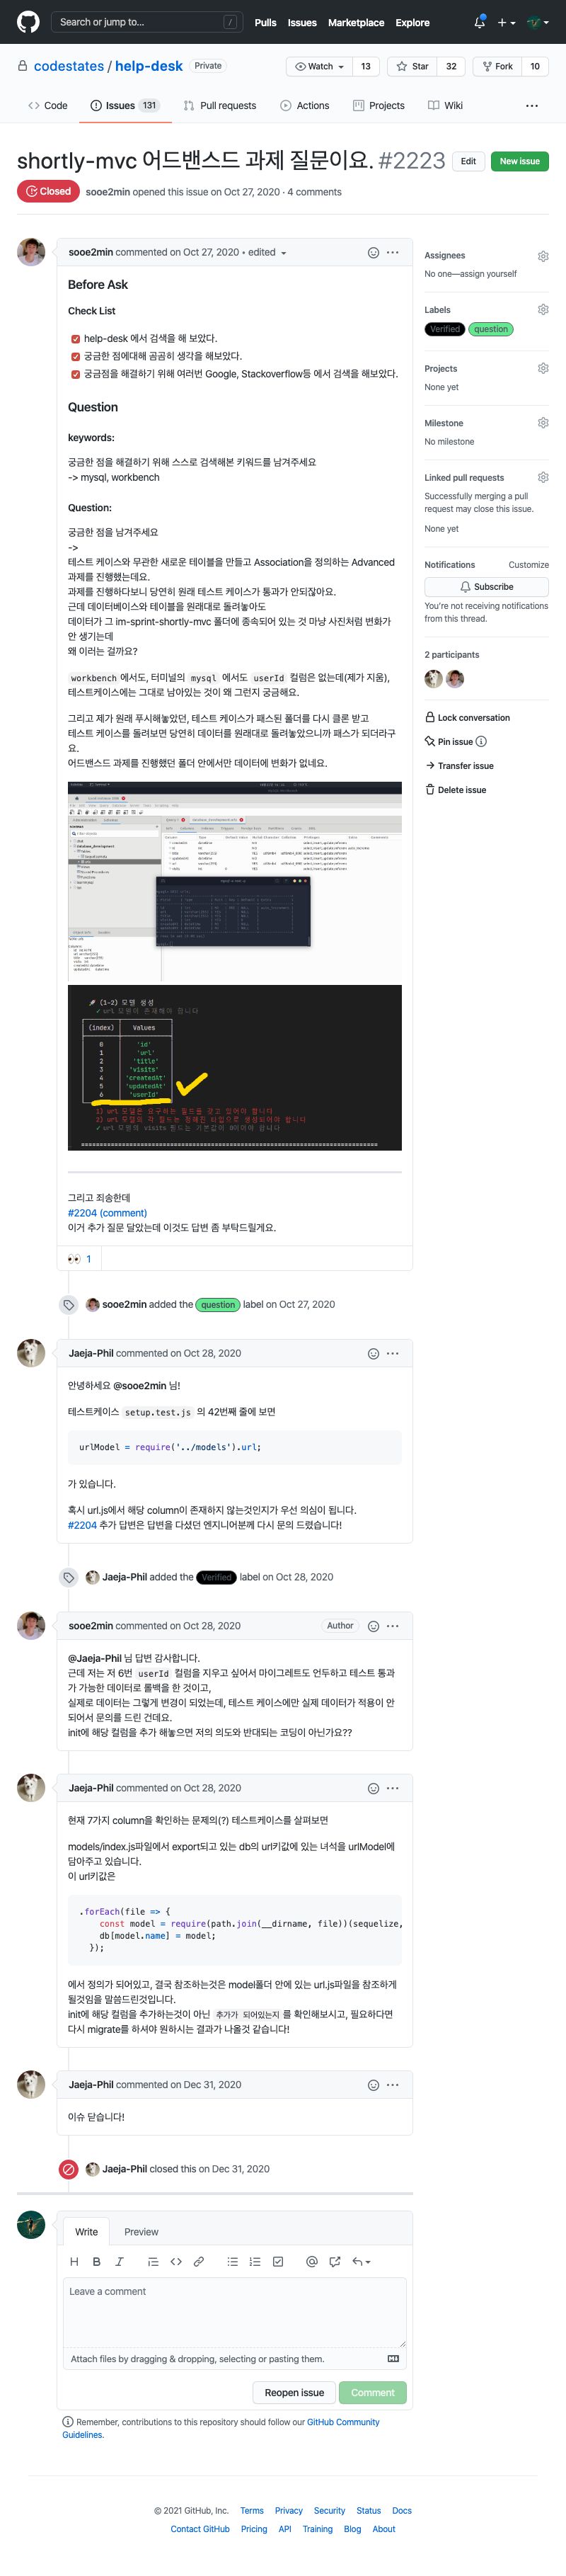 Search or jump to...
/
Pulls Issues Marketplace Explore
codestates / help-desk Private
Watch 13 Star 32 Fork 10
Code Issues 131 Pull requests Actions Projects Wiki
shortly-mvc 어드밴스드 과제 질문이요. #2223
Edit New issue
Closed sooe2min opened this issue on Oct 27, 2020 · 4 comments
sooe2min commented on Oct 27, 2020 • edited
Before Ask
Check List
help-desk 에서 검색을 해 보았다.
궁금한 점에대해 곰곰히 생각을 해보았다.
궁금점을 해결하기 위해 여러번 Google, Stackoverflow등 에서 검색을 해보았다.
Question
keywords:
궁금한 점을 해결하기 위해 스스로 검색해본 키워드를 남겨주세요
-> mysql, workbench
Question:
궁금한 점을 남겨주세요
->
테스트 케이스와 무관한 새로운 테이블을 만들고 Association을 정의하는 Advanced
과제를 진행했는데요.
과제를 진행하다보니 당연히 원래 테스트 케이스가 통과가 안되잖아요.
근데 데이터베이스와 테이블을 원래대로 돌려놓아도
데이터가 그 im-sprint-shortly-mvc 폴더에 종속되어 있는 것 마냥 사진처럼 변화가
안 생기는데
왜 이러는 걸까요?
workbench 에서도, 터미널의 mysql 에서도 userId 컬럼은 없는데(제가 지움),
테스트케이스에는 그대로 남아있는 것이 왜 그런지 궁금해요.
그리고 제가 원래 푸시해놓았던, 테스트 케이스가 패스된 폴더를 다시 클론 받고
테스트 케이스를 돌려보면 당연히 데이터를 원래대로 돌려놓았으니까 패스가 되더라구
요.
어드밴스드 과제를 진행했던 폴더 안에서만 데이터에 변화가 없네요.
(1-2) 모델 생성
✓ url 모델이 존재해야 합니다
(index) Values
0 'id'
1 'url'
2 'title'
3 'visits'
4 'createdAt'
5 'updatedAt'
6 'userId'
1) url 모델은 요구하는 필드을 갖고 있어야 합니다
2) url 모델의 각 필드는 정해진 타입으로 생성되어야 합니다
✓ url 모델의 visits 필드는 기본값이 0이어야 합니다
그리고 죄송한데
#2204 (comment)
이거 추가 질문 달았는데 이것도 답변 좀 부탁드릴게요.
👀 1
sooe2min added the question label on Oct 27, 2020
Jaeja-Phil commented on Oct 28, 2020
안녕하세요 @sooe2min 님!
테스트케이스 setup.test.js 의 42번째 줄에 보면
urlModel = require('../models').url;
가 있습니다.
혹시 url.js에서 해당 column이 존재하지 않는것인지가 우선 의심이 됩니다.
#2204 추가 답변은 답변을 다셨던 엔지니어분께 다시 문의 드렸습니다!
Jaeja-Phil added the Verified label on Oct 28, 2020
sooe2min commented on Oct 28, 2020 Author
@Jaeja-Phil 님 답변 감사합니다.
근데 저는 저 6번 userId 컬럼을 지우고 싶어서 마이그레트도 언두하고 테스트 통과
가 가능한 데이터로 롤백을 한 것이고,
실제로 데이터는 그렇게 변경이 되었는데, 테스트 케이스에만 실제 데이터가 적용이 안
되어서 문의를 드린 건데요.
init에 해당 컬럼을 추가 해놓으면 저의 의도와 반대되는 코딩이 아닌가요??
Jaeja-Phil commented on Oct 28, 2020
현재 7가지 column을 확인하는 문제의(?) 테스트케이스를 살펴보면
models/index.js파일에서 export되고 있는 db의 url키값에 있는 녀석을 urlModel에
담아주고 있습니다.
이 url키값은
.forEach(file => {
const model = require(path.join(__dirname, file))(sequelize,
db[model.name] = model;
});
에서 정의가 되어있고, 결국 참조하는것은 model폴더 안에 있는 url.js파일을 참조하게
될것임을 말씀드린것입니다.
init에 해당 컬럼을 추가하는것이 아닌 추가가 되어있는지 를 확인해보시고, 필요하다면
다시 migrate를 하셔야 원하시는 결과가 나올것 같습니다!
Jaeja-Phil commented on Dec 31, 2020
이슈 닫습니다!
Jaeja-Phil closed this on Dec 31, 2020
Write Preview
Leave a comment
Attach files by dragging & dropping, selecting or pasting them.
Reopen issue Comment
Remember, contributions to this repository should follow our GitHub Community
Guidelines.
Assignees
No one—assign yourself
Labels
Verified question
Projects
None yet
Milestone
No milestone
Linked pull requests
Successfully merging a pull
request may close this issue.
None yet
Notifications Customize
Subscribe
You're not receiving notifications
from this thread.
2 participants
Lock conversation
Pin issue
Transfer issue
Delete issue
© 2021 GitHub, Inc. Terms Privacy Security Status Docs
Contact GitHub Pricing API Training Blog About